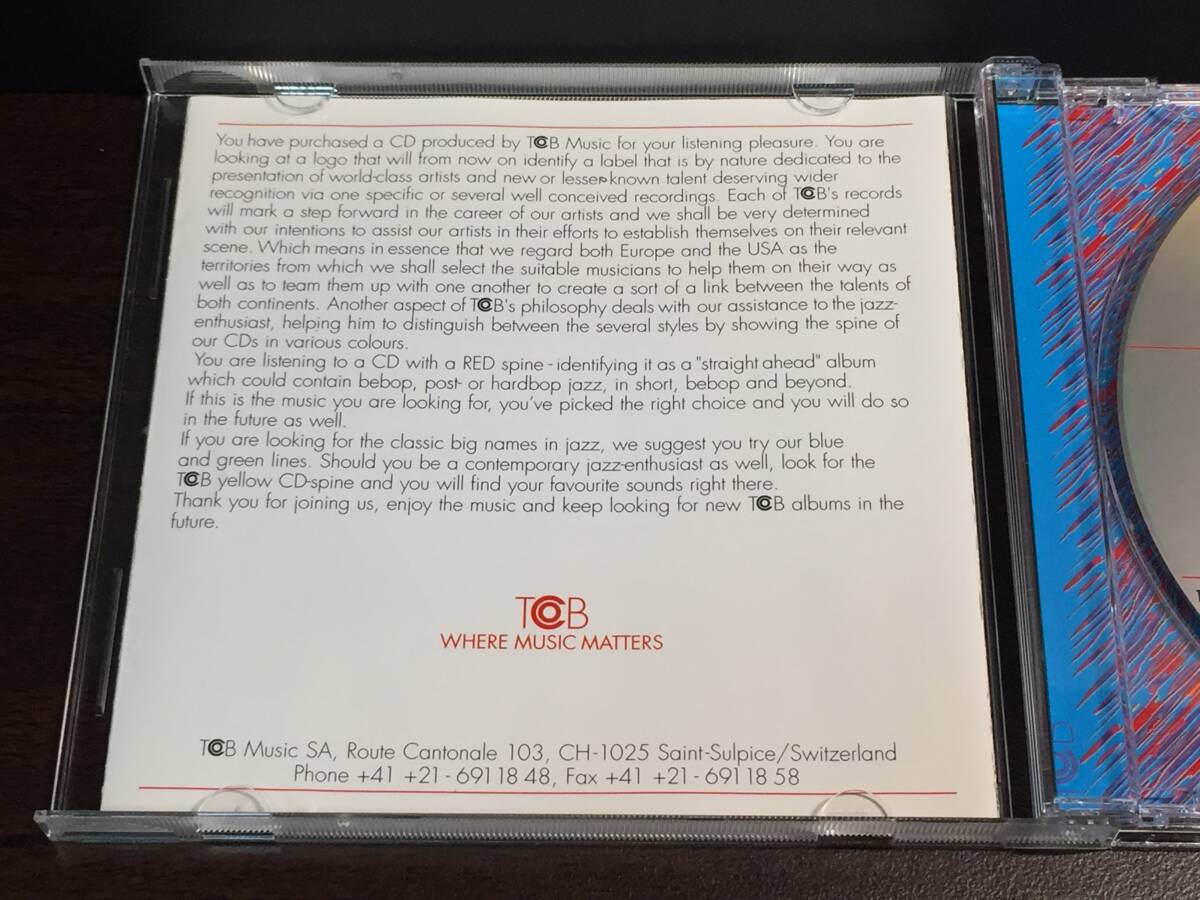 You have purchased a CD produced by TCB Music for your listening pleasure. You are
looking at a logo that will from now on identify a label that is by nature dedicated to the
presentation of world-class artists and new or lesser-known talent deserving wider
recognition via one specific or several well conceived recordings. Each of TCB's records
will mark a step forward in the career of our artists and we shall be very determined
with our intentions to assist our artists in their efforts to establish themselves on their relevant
scene. Which means in essence that we regard both Europe and the USA as the
territories from which we shall select the suitable musicians to help them on their way as
well as to team them up with one another to create a sort of a link between the talents of
both continents. Another aspect of TCB's philosophy deals with our assistance to the jazz-
enthusiast, helping him to distinguish between the several styles by showing the spine of
our CDs in various colours.
You are listening to a CD with a RED spine - identifying it as a "straight ahead" album
which could contain bebop, post- or hardbop jazz, in short, bebop and beyond.
If this is the music you are looking for, you've picked the right choice and you will do so
in the future as well.
If you are looking for the classic big names in jazz, we suggest you try our blue
and green lines. Should you be a contemporary jazz-enthusiast as well, look for the
TCB yellow CD-spine and you will find your favourite sounds right there.
Thank you for joining us, enjoy the music and keep looking for new TCB albums in the
future.
TCB
WHERE MUSIC MATTERS
TCB Music SA, Route Cantonale 103, CH-1025 Saint-Sulpice/Switzerland
Phone +41 +21 - 691 18 48, Fax +41 +21 - 691 18 58